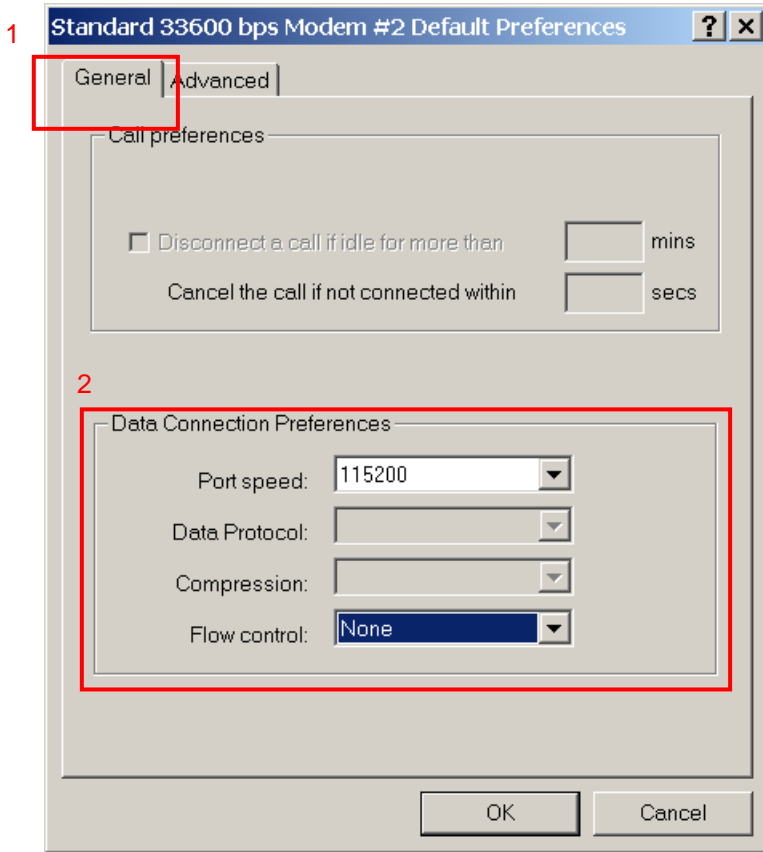 1
Standard 33600 bps Modem #2 Default Preferences
General Advanced
Call preferences
Disconnect a call if idle for more than mins
Cancel the call if not connected within secs
2
Data Connection Preferences
Port speed: 115200
Data Protocol:
Compression:
Flow control: None
OK Cancel